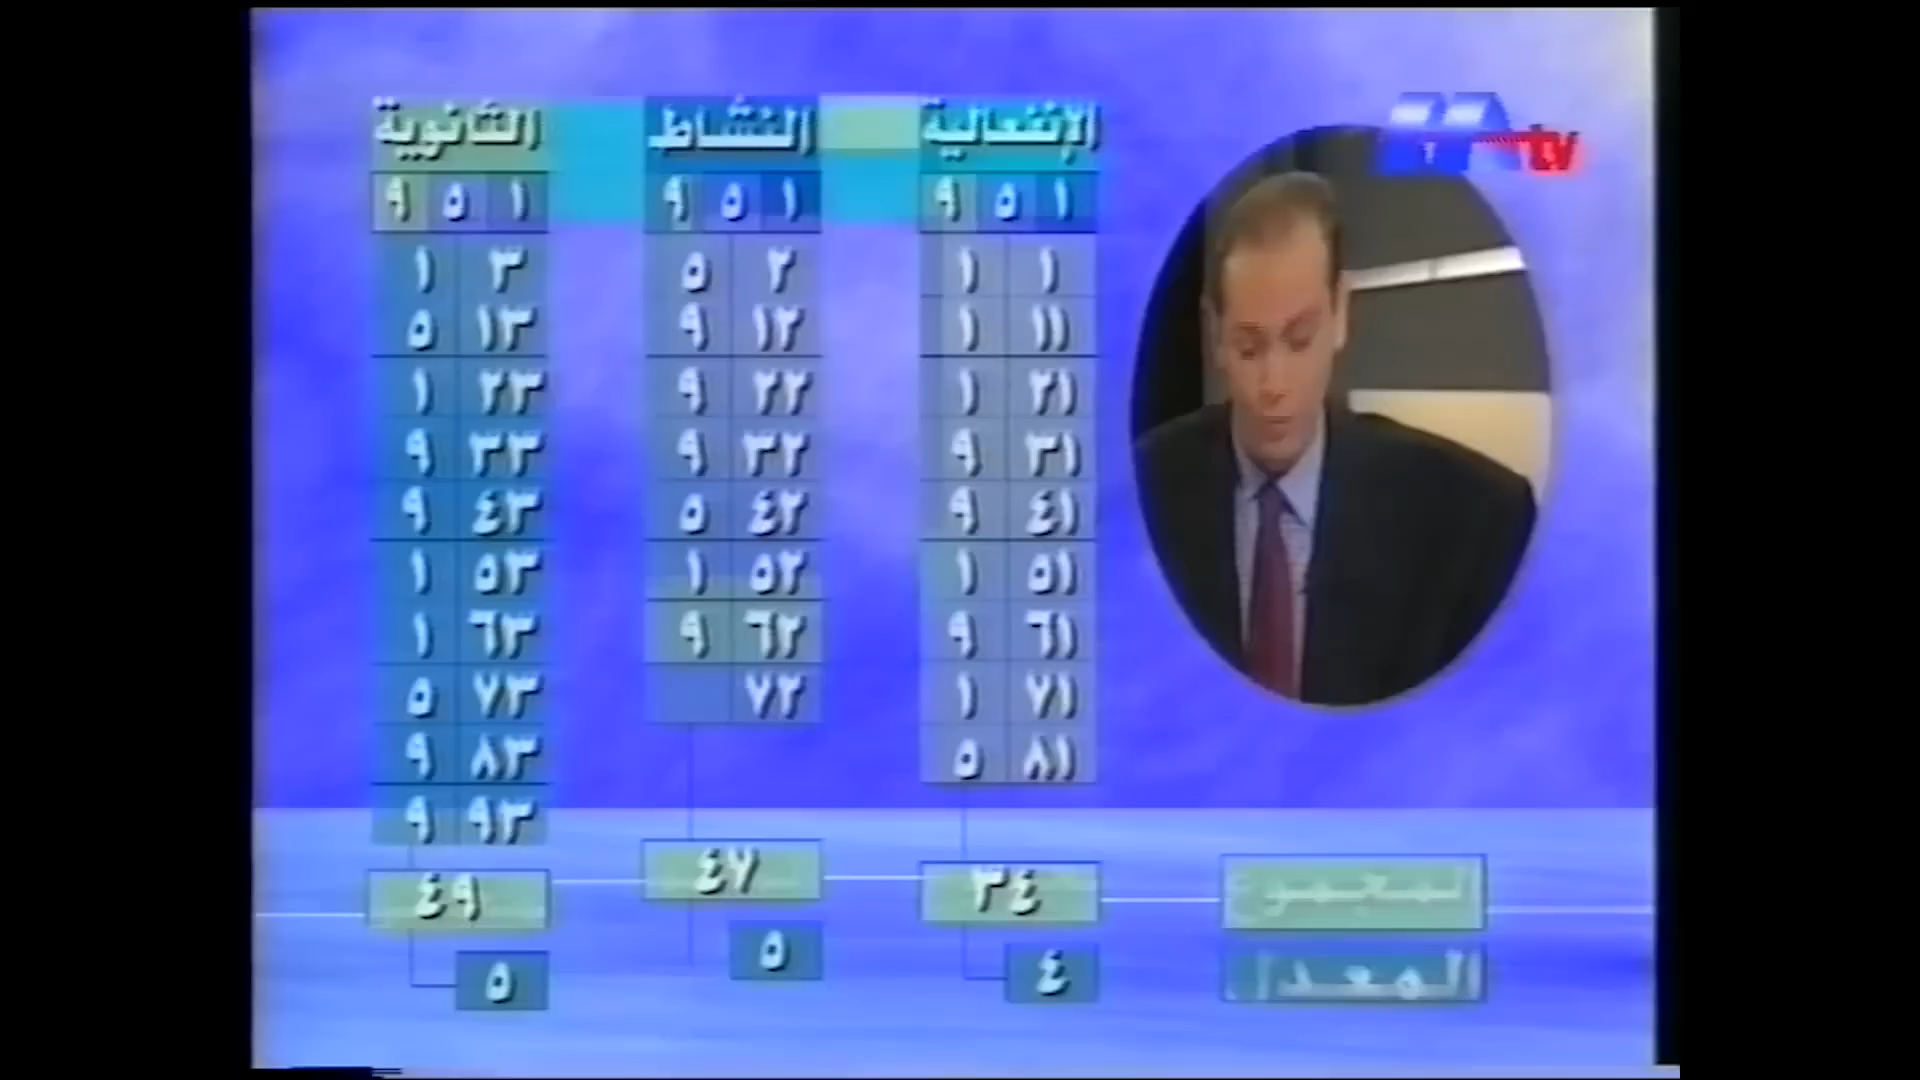 الإنفعالية النشاط الثانوية
١ ٥ ٩ ١ ٥ ٩ ١ ٥ ٩
١ ١ ٢ ٥ ٣ ١
١١ ١ ١٢ ٩ ١٣ ٥
٢١ ١ ٢٢ ٩ ٢٣ ١
٣١ ٩ ٣٢ ٩ ٣٣ ٩
٤١ ٩ ٤٢ ٥ ٤٣ ٩
٥١ ١ ٥٢ ١ ٥٣ ١
٦١ ٩ ٦٢ ٩ ٦٣ ١
٧١ ١ ٧٢ ٧٣ ٥
٨١ ٥ ٨٣ ٩
٩٣ ٩
المجموع ٣٤ ٤٧ ٤٩
المعدل ٤ ٥ ٥
tv